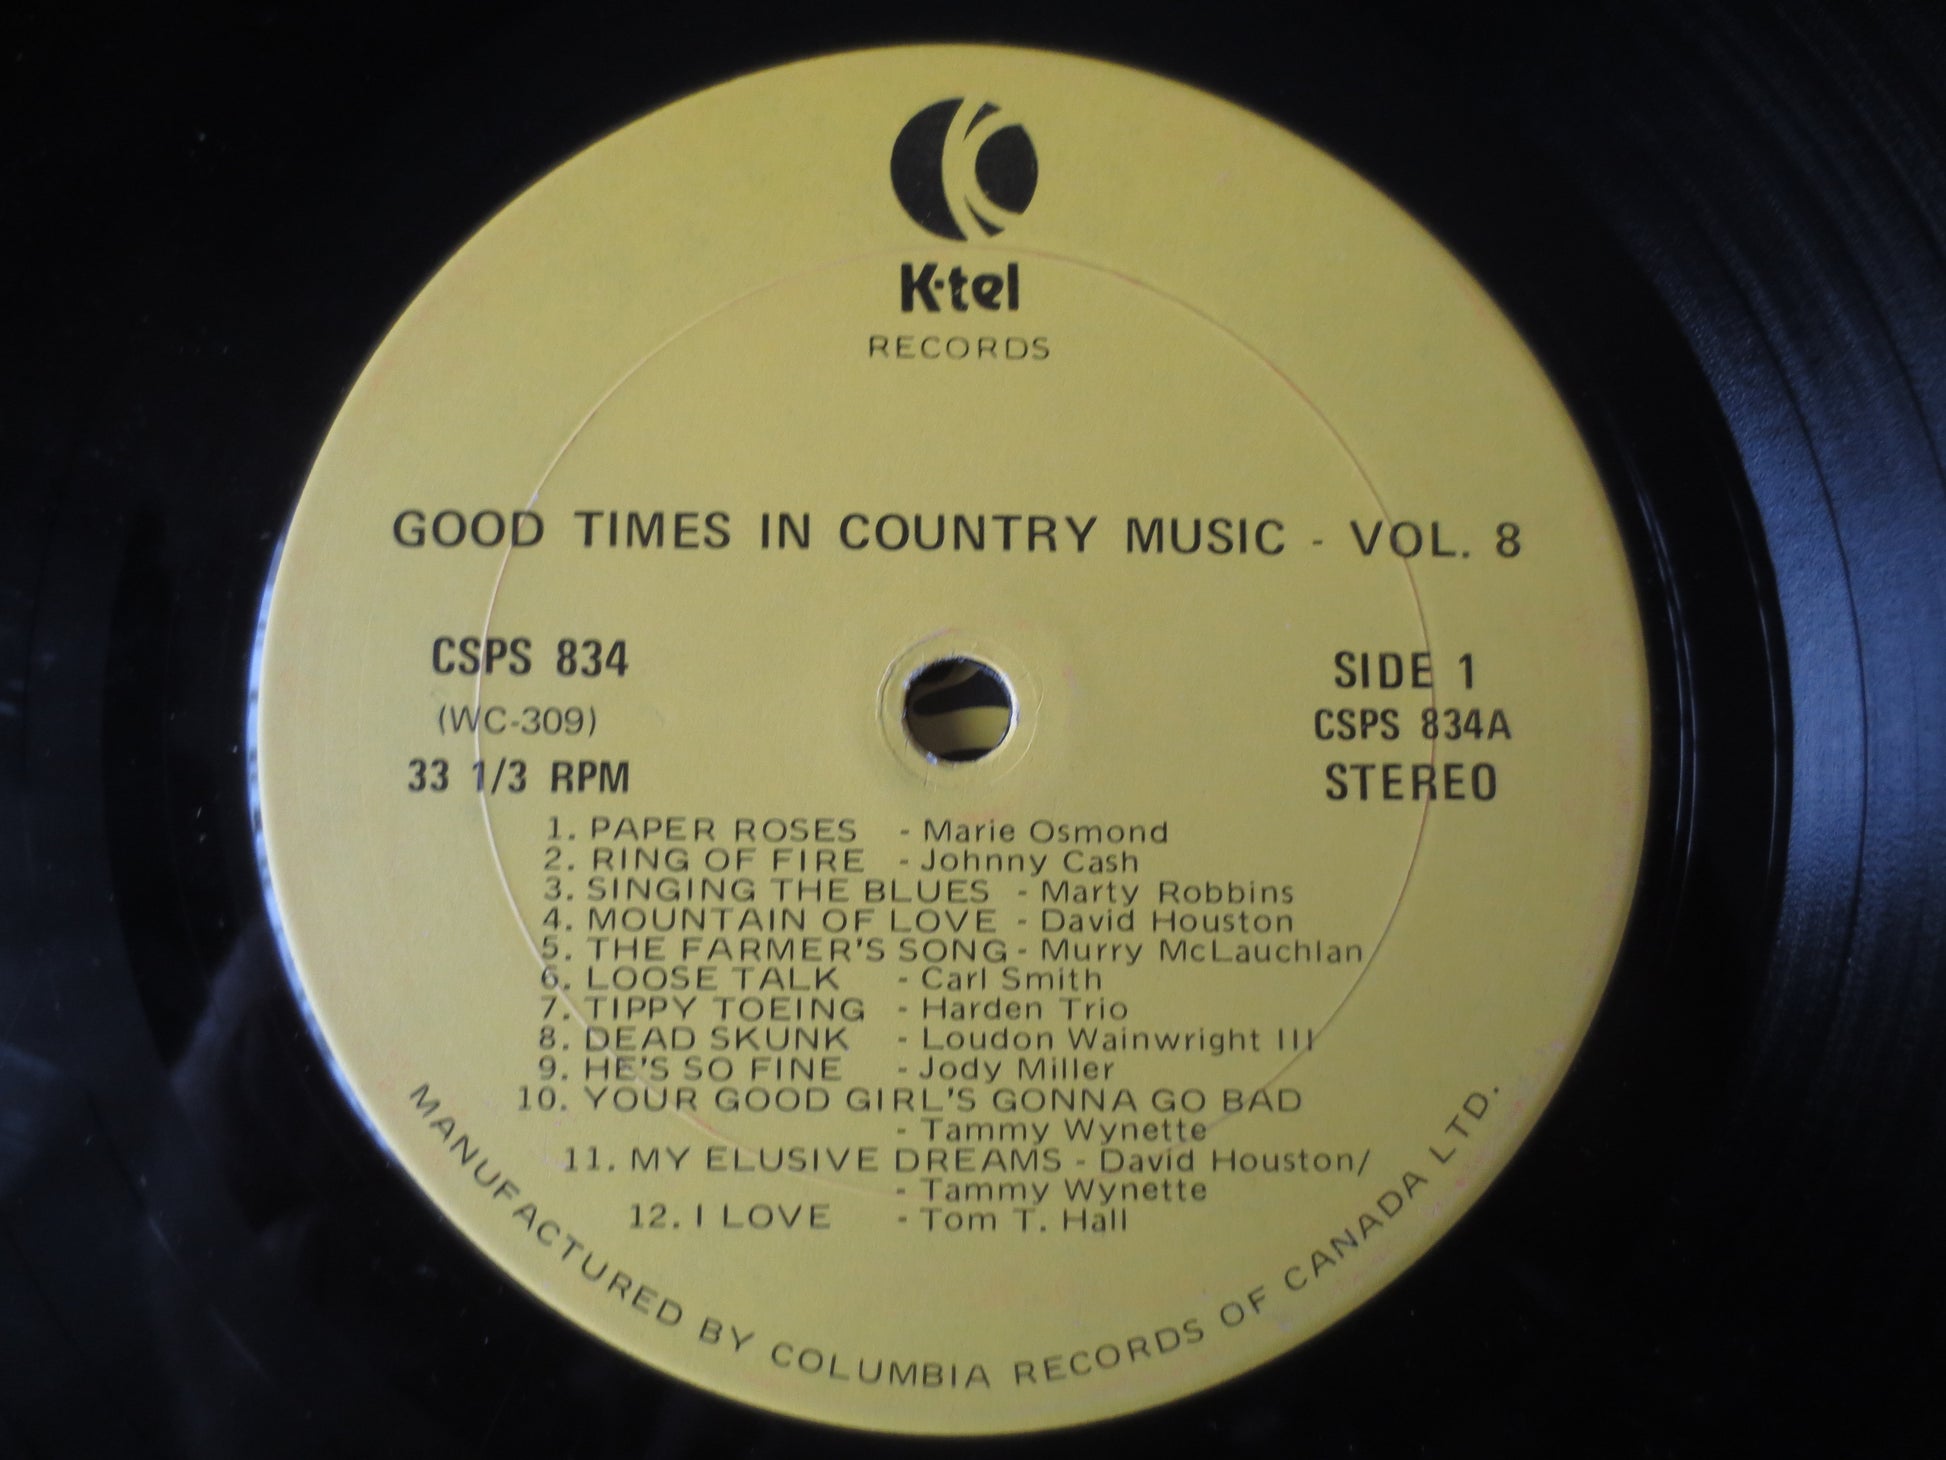 K-tel
RECORDS
GOOD TIMES IN COUNTRY MUSIC - VOL. 8
CSPS 834
(WC-309)
33 1/3 RPM
SIDE 1
CSPS 834A
STEREO
1. PAPER ROSES - Marie Osmond
2. RING OF FIRE - Johnny Cash
3. SINGING THE BLUES - Marty Robbins
4. MOUNTAIN OF LOVE - David Houston
5. THE FARMER'S SONG - Murry McLauchlan
6. LOOSE TALK - Carl Smith
7. TIPPY TOEING - Harden Trio
8. DEAD SKUNK - Loudon Wainwright III
9. HE'S SO FINE - Jody Miller
10. YOUR GOOD GIRL'S GONNA GO BAD
- Tammy Wynette
11. MY ELUSIVE DREAMS - David Houston/
- Tammy Wynette
12. I LOVE - Tom T. Hall
MANUFACTURED BY COLUMBIA RECORDS OF CANADA LTD.